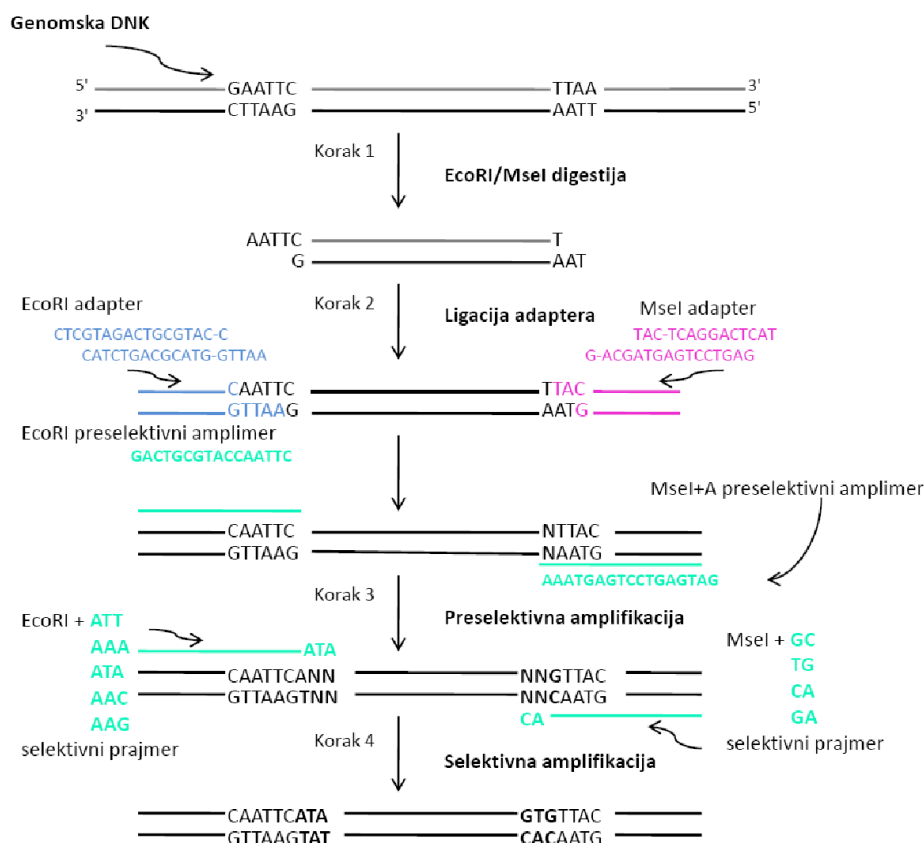 Genomska DNK
5' GAATTC TTAA 3'
3' CTTAAG AATT 5'
Korak 1
EcoRI/MseI digestija
AATTC T
G AAT
Korak 2
Ligacija adaptera
EcoRI adapter
CTCGTAGACTGCGTAC-C
CATCTGACGCATG-GTTAA
MseI adapter
TAC-TCAGGACTCAT
G-ACGATGAGTCCTGAG
CAATTC TTAC
GTTAAG AATG
EcoRI preselektivni amplimer
GACTGCGTACCAATTC
MseI+A preselektivni amplimer
CAATTC NTTAC
GTTAAG NAATG
AAATGAGTCCTGAGTAG
Korak 3
Preselektivna amplifikacija
EcoRI + ATT
AAA
ATA
AAC
AAG
selektivni prajmer
ATA
CAATTCANN NNGTTAC
GTTAAGTNN NNCAATG
CA
MseI + GC
TG
CA
GA
selektivni prajmer
Korak 4
Selektivna amplifikacija
CAATTCATA GTGTTAC
GTTAAGTAT CACAATG